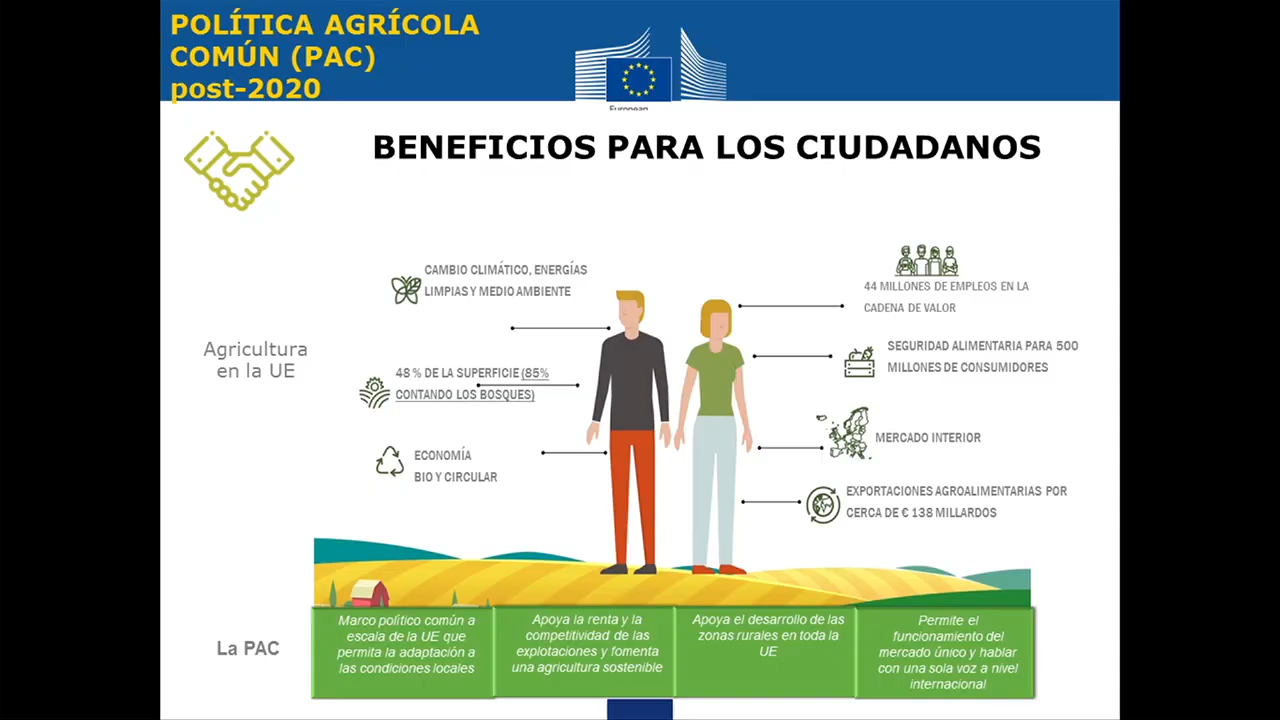 POLÍTICA AGRÍCOLA
COMÚN (PAC)
post-2020
BENEFICIOS PARA LOS CIUDADANOS
Agricultura
en la UE
CAMBIO CLIMÁTICO, ENERGÍAS
LIMPIAS Y MEDIO AMBIENTE
48 % DE LA SUPERFICIE (85%
CONTANDO LOS BOSQUES)
ECONOMÍA
BIO Y CIRCULAR
44 MILLONES DE EMPLEOS EN LA
CADENA DE VALOR
SEGURIDAD ALIMENTARIA PARA 500
MILLONES DE CONSUMIDORES
MERCADO INTERIOR
EXPORTACIONES AGROALIMENTARIAS POR
CERCA DE € 138 MILLARDOS
La PAC
Marco político común a
escala de la UE que
permita la adaptación a
las condiciones locales
Apoya la renta y la
competitividad de las
explotaciones y fomenta
una agricultura sostenible
Apoya el desarrollo de las
zonas rurales en toda la
UE
Permite el
funcionamiento del
mercado único y hablar
con una sola voz a nivel
internacional